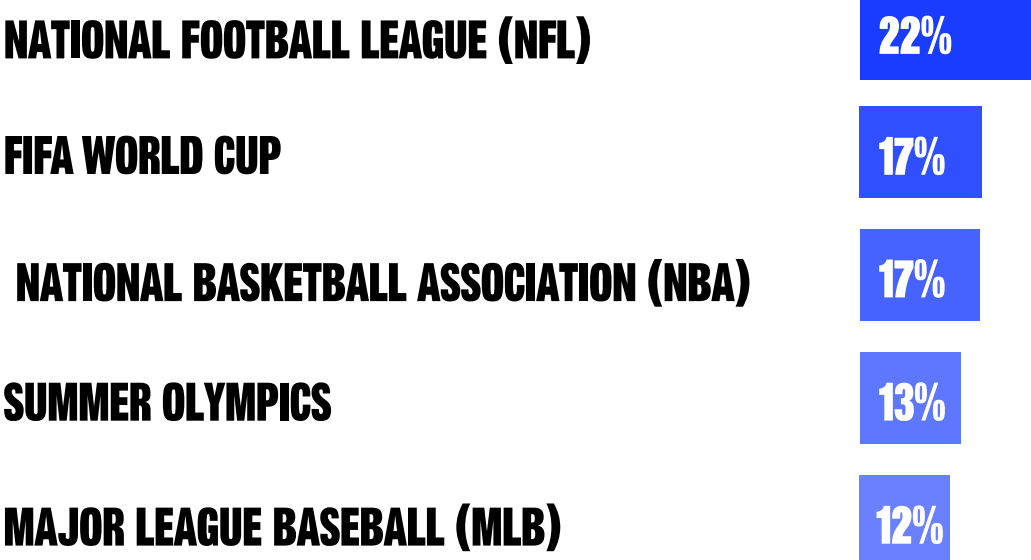 NATIONAL FOOTBALL LEAGUE (NFL) 22%
FIFA WORLD CUP 17%
NATIONAL BASKETBALL ASSOCIATION (NBA) 17%
SUMMER OLYMPICS 13%
MAJOR LEAGUE BASEBALL (MLB) 12%